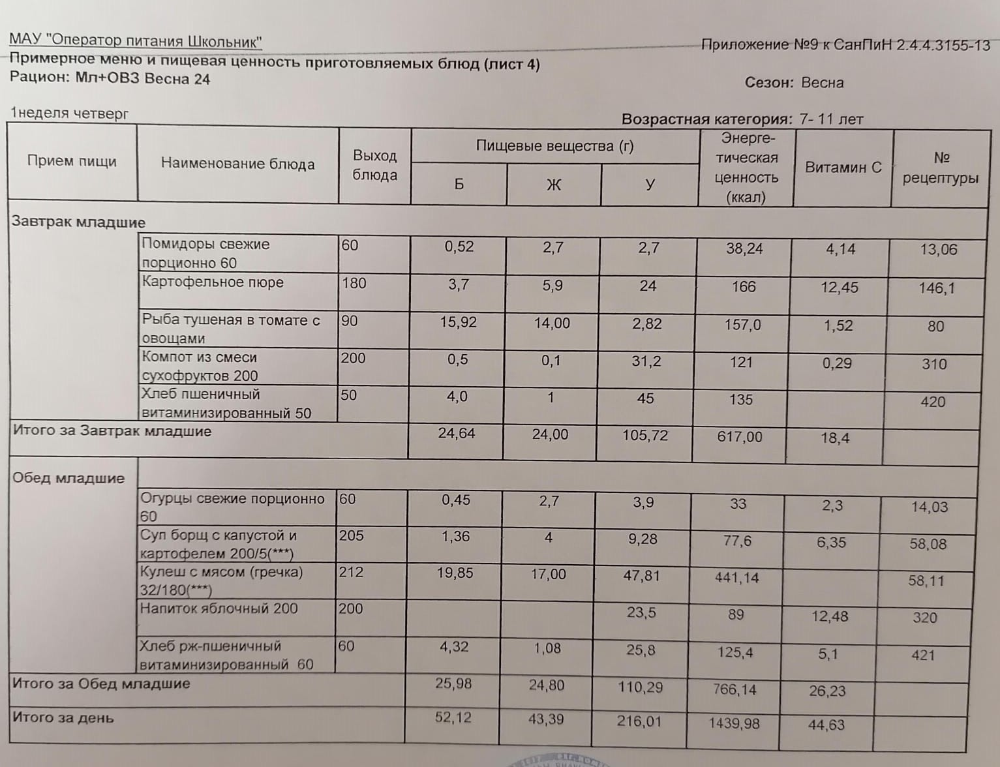 МАУ "Оператор питания Школьник"
Приложение №9 к СанПиН 2.4.4.3155-13
Примерное меню и пищевая ценность приготовляемых блюд (лист 4)
Рацион: Мл+ОВЗ Весна 24
Сезон: Весна
1неделя четверг
Возрастная категория: 7- 11 лет
Прием пищи
Наименование блюда
Выход
блюда
Пищевые вещества (г)
Б Ж У
Энерге-
тическая
ценность
(ккал)
Витамин С
№
рецептуры
Завтрак младшие
Помидоры свежие 60 0,52 2,7 2,7 38,24 4,14 13,06
порционно 60
Картофельное пюре 180 3,7 5,9 24 166 12,45 146,1
Рыба тушеная в томате с 90 15,92 14,00 2,82 157,0 1,52 80
овощами
Компот из смеси 200 0,5 0,1 31,2 121 0,29 310
сухофруктов 200
Хлеб пшеничный 50 4,0 1 45 135 420
витаминизированный 50
Итого за Завтрак младшие 24,64 24,00 105,72 617,00 18,4
Обед младшие
Огурцы свежие порционно 60 0,45 2,7 3,9 33 2,3 14,03
60
Суп борщ с капустой и 205 1,36 4 9,28 77,6 6,35 58,08
картофелем 200/5(***)
Кулеш с мясом (гречка) 212 19,85 17,00 47,81 441,14 58,11
32/180(***)
Напиток яблочный 200 200 23,5 89 12,48 320
Хлеб рж-пшеничный 60 4,32 1,08 25,8 125,4 5,1 421
витаминизированный 60
Итого за Обед младшие 25,98 24,80 110,29 766,14 26,23
Итого за день 52,12 43,39 216,01 1439,98 44,63